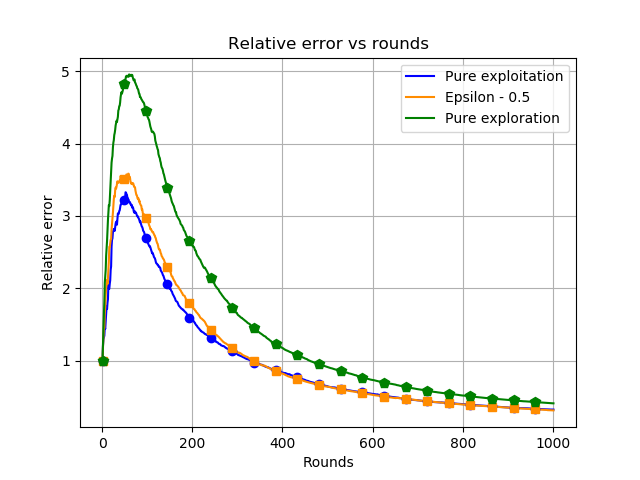 Relative error vs rounds
Pure exploitation
Epsilon - 0.5
Pure exploration
5
4
3
2
1
Relative error
0
200
400
600
800
1000
Rounds